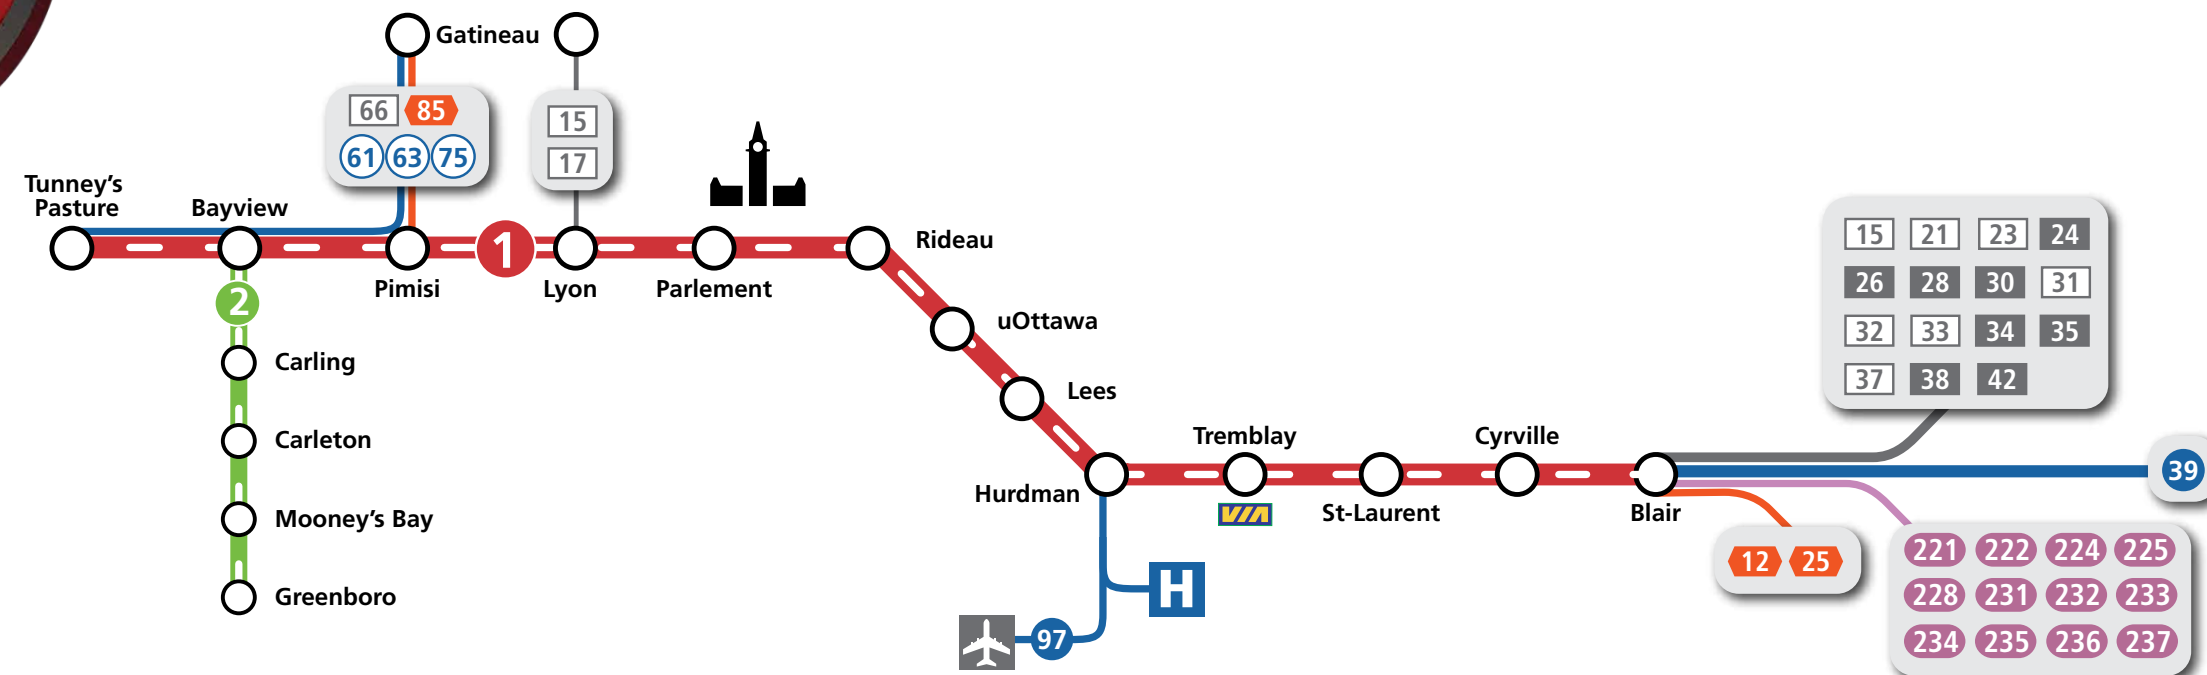 Gatineau
66 85
61 63 75
15
17
Tunney's
Pasture
Bayview
1
2
Pimisi
Lyon
Parlement
Rideau
uOttawa
Lees
Carling
Carleton
Mooney's Bay
Greenboro
Hurdman
Tremblay
VIA
St-Laurent
Cyrville
Blair
H
97
15 21 23 24
26 28 30 31
32 33 34 35
37 38 42
39
12 25
221 222 224 225
228 231 232 233
234 235 236 237